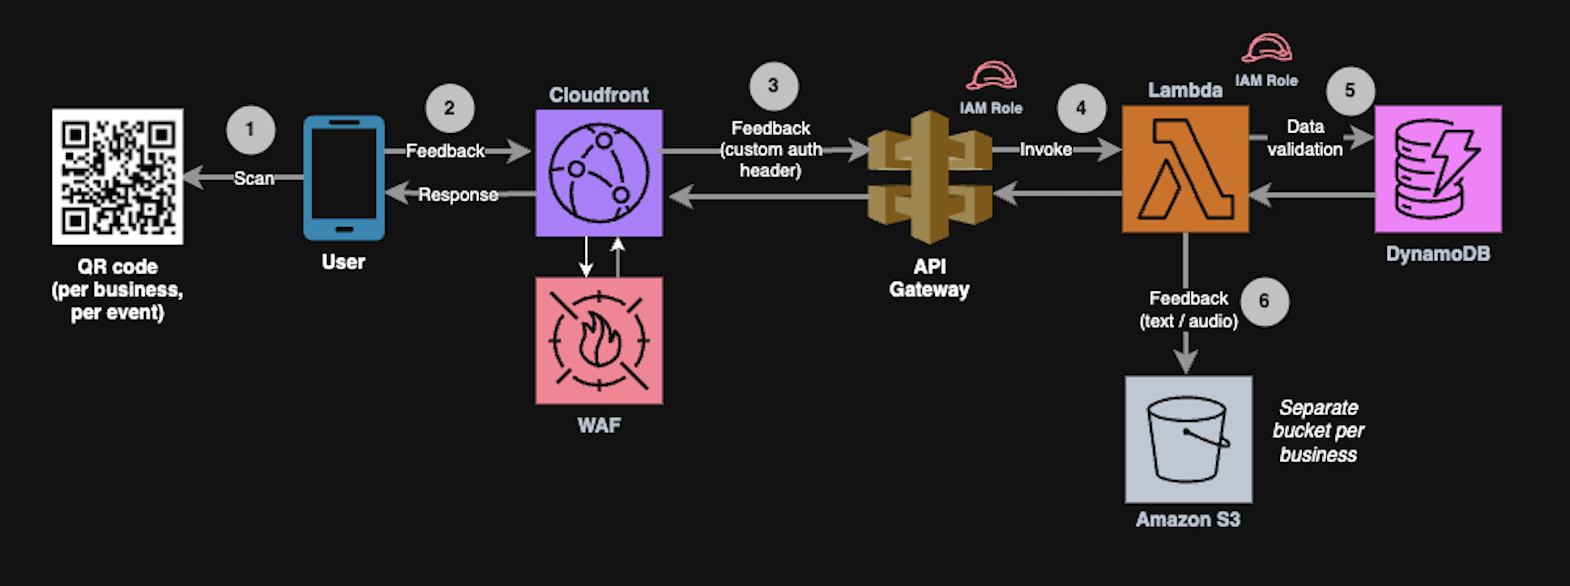 1
Scan
QR code
(per business,
per event)
User
2
Feedback
Response
Cloudfront
WAF
3
Feedback
(custom auth
header)
API
Gateway
IAM Role
4
Invoke
Lambda
IAM Role
5
Data
validation
DynamoDB
Feedback
(text / audio)
6
Amazon S3
Separate
bucket per
business